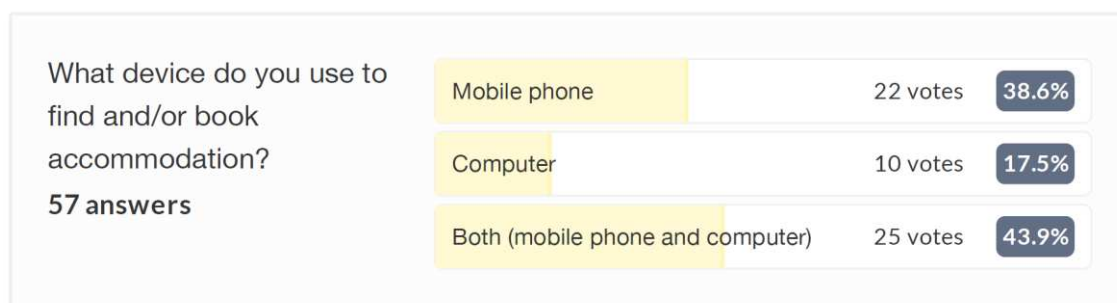 What device do you use to
find and/or book
accommodation?
57 answers
Mobile phone 22 votes 38.6%
Computer 10 votes 17.5%
Both (mobile phone and computer) 25 votes 43.9%